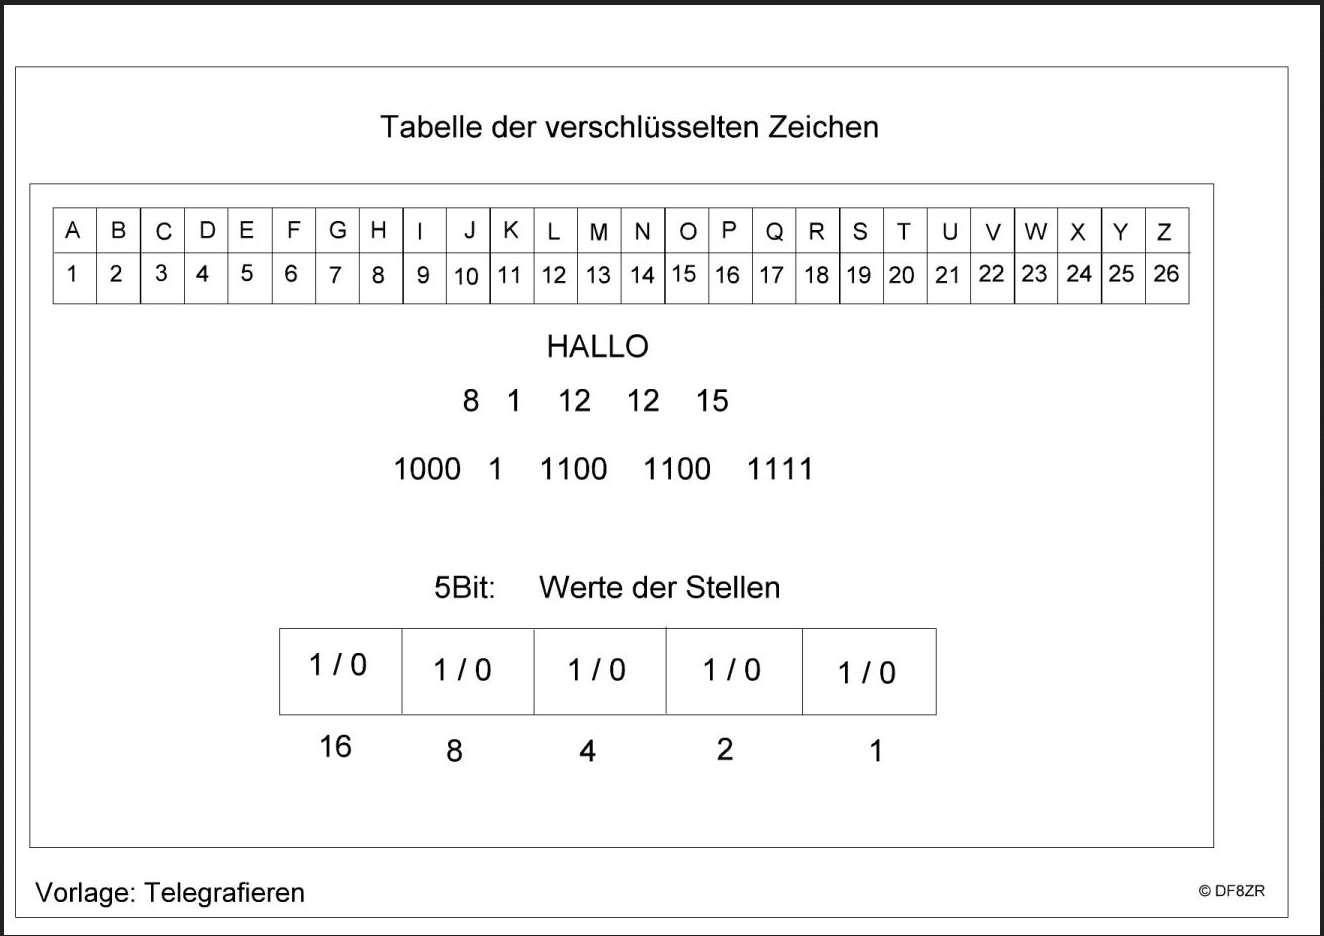 Tabelle der verschlüsselten Zeichen
A B C D E F G H I J K L M N O P Q R S T U V W X Y Z
1 2 3 4 5 6 7 8 9 10 11 12 13 14 15 16 17 18 19 20 21 22 23 24 25 26
HALLO
8 1 12 12 15
1000 1 1100 1100 1111
5Bit: Werte der Stellen
1 / 0 1 / 0 1 / 0 1 / 0 1 / 0
16 8 4 2 1
Vorlage: Telegrafieren
© DF8ZR